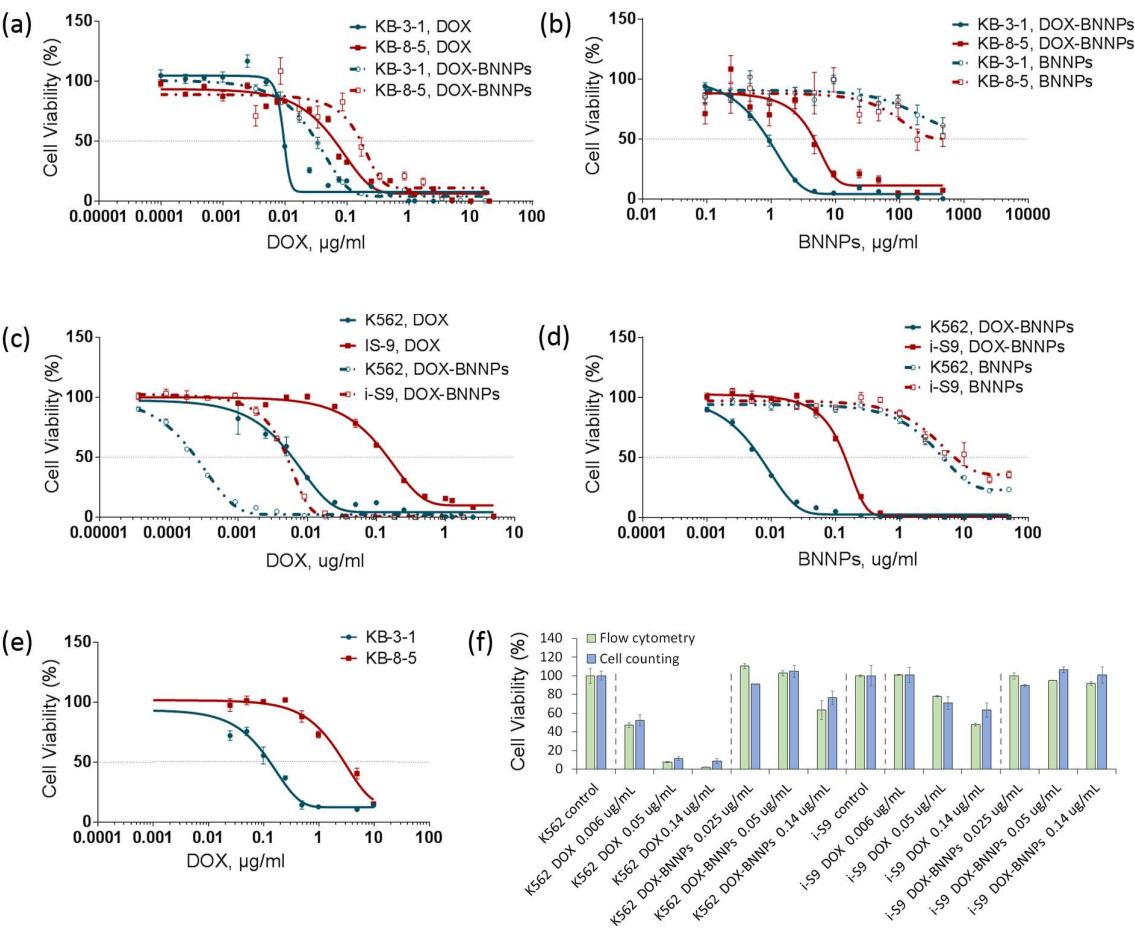 (a)
150
100
50
0
Cell Viability (%)
0.00001 0.0001 0.001 0.01 0.1 1 10 100
DOX, µg/ml
KB-3-1, DOX
KB-8-5, DOX
KB-3-1, DOX-BNNPs
KB-8-5, DOX-BNNPs
(b)
150
100
50
0
Cell Viability (%)
0.01 0.1 1 10 100 1000 10000
BNNPs, µg/ml
KB-3-1, DOX-BNNPs
KB-8-5, DOX-BNNPs
KB-3-1, BNNPs
KB-8-5, BNNPs
(c)
150
100
50
0
Cell Viability (%)
0.00001 0.0001 0.001 0.01 0.1 1 10
DOX, ug/ml
K562, DOX
IS-9, DOX
K562, DOX-BNNPs
i-S9, DOX-BNNPs
(d)
150
100
50
0
Cell Viability (%)
0.0001 0.001 0.01 0.1 1 10 100
BNNPs, ug/ml
K562, DOX-BNNPs
i-S9, DOX-BNNPs
K562, BNNPs
i-S9, BNNPs
(e)
150
100
50
0
Cell Viability (%)
0.0001 0.001 0.01 0.1 1 10 100
DOX, µg/ml
KB-3-1
KB-8-5
(f)
140
120
100
80
60
40
20
0
Cell Viability (%)
Flow cytometry
Cell counting
K562 control
K562 DOX 0.006 ug/mL
K562 DOX 0.05 ug/mL
K562 DOX 0.14 ug/mL
K562 DOX-BNNPs 0.025 ug/mL
K562 DOX-BNNPs 0.05 ug/mL
K562 DOX-BNNPs 0.14 ug/mL
i-S9 control
i-S9 DOX 0.006 ug/mL
i-S9 DOX 0.05 ug/mL
i-S9 DOX 0.14 ug/mL
i-S9 DOX-BNNPs 0.025 ug/mL
i-S9 DOX-BNNPs 0.05 ug/mL
i-S9 DOX-BNNPs 0.14 ug/mL